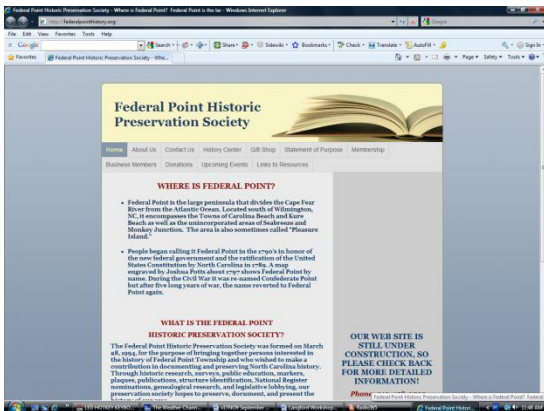 Federal Point Historic Preservation Society - Where is Federal Point? Federal Point is the lar - Windows Internet Explorer
http://federalpointhistory.org/
Google
File Edit View Favorites Tools Help
Google Search Share Sidewiki Bookmarks Check Translate AutoFill Sign In
Favorites Federal Point Historic Preservation Society - Whe... Page Safety Tools
Federal Point Historic
Preservation Society
Home About Us Contact Us History Center Gift Shop Statement of Purpose Membership
Business Members Donations Upcoming Events Links to Resources
WHERE IS FEDERAL POINT?
• Federal Point is the large peninsula that divides the Cape Fear
River from the Atlantic Ocean. Located south of Wilmington,
NC, it encompasses the Towns of Carolina Beach and Kure
Beach as well as the unincorporated areas of Seabreeze and
Monkey Junction. The area is also sometimes called "Pleasure
Island."
• People began calling it Federal Point in the 1790's in honor of
the new federal government and the ratification of the United
States Constitution by North Carolina in 1789. A map
engraved by Joshua Potts about 1797 shows Federal Point by
name. During the Civil War it was re-named Confederate Point
but after five long years of war, the name reverted to Federal
Point again.
WHAT IS THE FEDERAL POINT
HISTORIC PRESERVATION SOCIETY?
The Federal Point Historic Preservation Society was formed on March
28, 1994, for the purpose of bringing together persons interested in
the history of Federal Point Township and who wished to make a
contribution in documenting and preserving North Carolina history.
Through historic research, surveys, public education, markers,
plaques, publications, structure identification, National Register
nominations, genealogical research, and legislative lobbying, our
preservation society hopes to preserve, document, and present the
OUR WEB SITE IS
STILL UNDER
CONSTRUCTION, SO
PLEASE CHECK BACK
FOR MORE DETAILED
INFORMATION!
Phone
Federal Point Historic Preservation Society - Where is Federal Point? Federal
The Weather Chann... Langford Workshop Radio365 Federal Point Histori... 11:48 AM